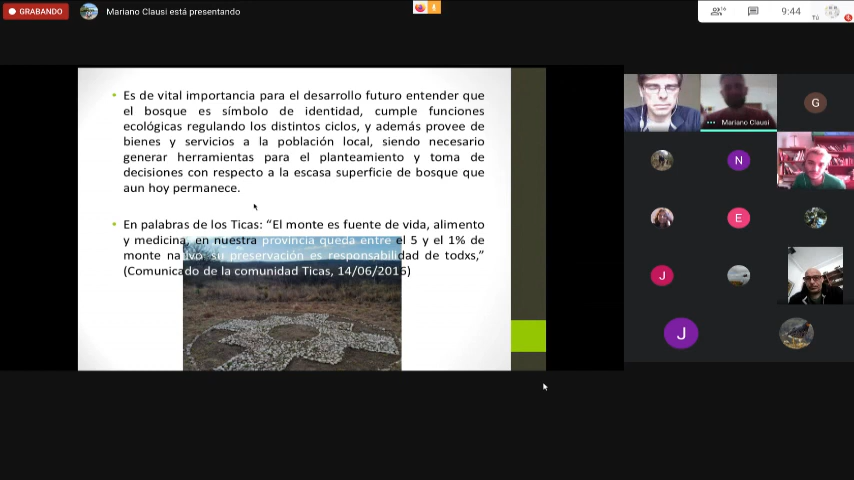 GRABANDO
Mariano Clausi está presentando
16
9:44
Tú
• Es de vital importancia para el desarrollo futuro entender que
el bosque es símbolo de identidad, cumple funciones
ecológicas regulando los distintos ciclos, y además provee de
bienes y servicios a la población local, siendo necesario
generar herramientas para el planteamiento y toma de
decisiones con respecto a la escasa superficie de bosque que
aun hoy permanece.
• En palabras de los Ticas: “El monte es fuente de vida, alimento
y medicina, en nuestra provincia queda entre el 5 y el 1% de
monte nativo, su preservación es responsabilidad de todxs,”
(Comunicado de la comunidad Ticas, 14/06/2016)
Mariano Clausi
G
N
E
J
J